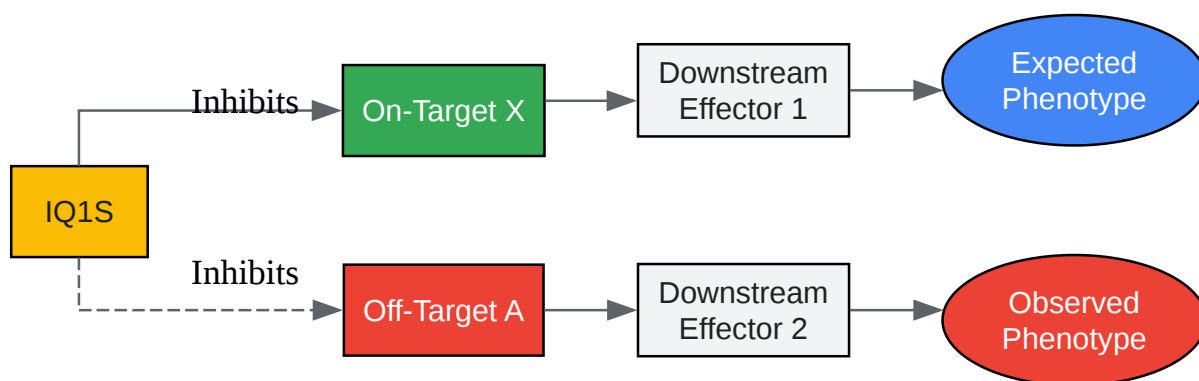 Inhibits
On-Target X
Downstream
Effector 1
Expected
Phenotype
IQ1S
Inhibits
Off-Target A
Downstream
Effector 2
Observed
Phenotype